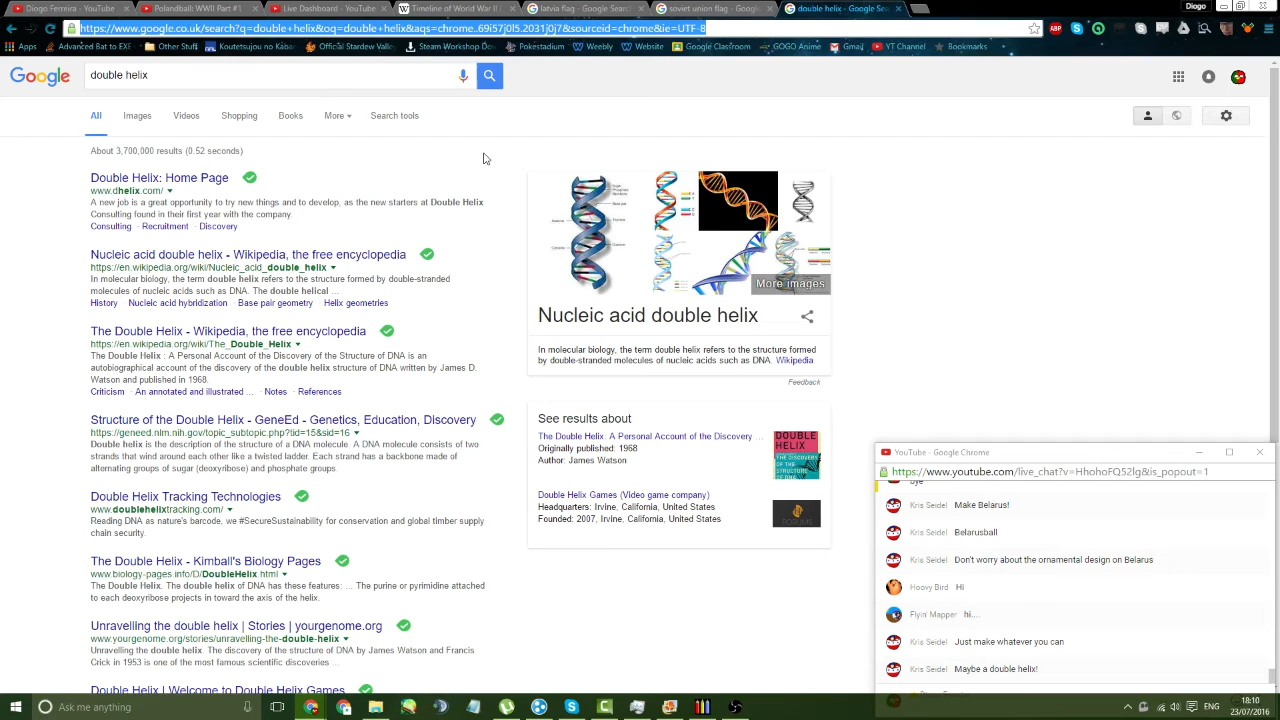 Diogo Ferreira - YouTube
Polandball: WWII Part #1
Live Dashboard - YouTube
Timeline of World War II
latvia flag - Google Search
soviet union flag - Google
double helix - Google Sea
Diogo
https://www.google.co.uk/search?q=double+helix&oq=double+helix&aqs=chrome..69i57j0l5.2031j0j7&sourceid=chrome&ie=UTF-8
Apps
Advanced Bat to EXE
Other Stuff
Koutetsujou no Kabane
Official Stardew Valley
Steam Workshop Do
Pokestadium
Weebly
Website
Google Classroom
GOGO Anime
Gmail
YT Channel
Bookmarks
Google
double helix
All Images Videos Shopping Books More Search tools
About 3,700,000 results (0.52 seconds)
Double Helix: Home Page
www.dhelix.com/
A new job is a great opportunity to try new things and to develop, as the new starters at Double Helix
Consulting found in their first year with the company.
Consulting · Recruitment · Discovery
Nucleic acid double helix - Wikipedia, the free encyclopedia
https://en.wikipedia.org/wiki/Nucleic_acid_double_helix
In molecular biology, the term double helix refers to the structure formed by double-stranded
molecules of nucleic acids such as DNA. The double helical ...
History · Nucleic acid hybridization · Base pair geometry · Helix geometries
The Double Helix - Wikipedia, the free encyclopedia
https://en.wikipedia.org/wiki/The_Double_Helix
The Double Helix : A Personal Account of the Discovery of the Structure of DNA is an
autobiographical account of the discovery of the double helix structure of DNA written by James D.
Watson and published in 1968.
Criticism · An annotated and illustrated ... · Notes · References
Structure of the Double Helix - GeneEd - Genetics, Education, Discovery
https://geneed.nlm.nih.gov/topic_subtopic.php?tid=15&sid=16
Double helix is the description of the structure of a DNA molecule. A DNA molecule consists of two
strands that wind around each other like a twisted ladder. Each strand has a backbone made of
alternating groups of sugar (deoxyribose) and phosphate groups.
Double Helix Tracking Technologies
www.doublehelixtracking.com/
Reading DNA as nature's barcode, we #SecureSustainability for conservation and global timber supply
chain security.
The Double Helix - Kimball's Biology Pages
www.biology-pages.info/D/DoubleHelix.html
The Double Helix. The double helix of DNA has these features: ... The purine or pyrimidine attached
to each deoxyribose projects in toward the axis of the helix.
Unravelling the double helix | Stories | yourgenome.org
www.yourgenome.org/stories/unravelling-the-double-helix
Unravelling the double helix. The discovery of the structure of DNA by James Watson and Francis
Crick in 1953 is one of the most famous scientific discoveries ...
Double Helix | Welcome to Double Helix Games
More images
Nucleic acid double helix
In molecular biology, the term double helix refers to the structure formed
by double-stranded molecules of nucleic acids such as DNA. Wikipedia
Feedback
See results about
The Double Helix: A Personal Account of the Discovery ...
Originally published: 1968
Author: James Watson
DOUBLE
HELIX
THE DISCOVERY
OF THE
STRUCTURE
OF DNA
Double Helix Games (Video game company)
Headquarters: Irvine, California, United States
Founded: 2007, Irvine, California, United States
FORUMS
YouTube - Google Chrome
https://www.youtube.com/live_chat?v=HhohoFQ52Ig&is_popout=1
bye
Kris Seidel Make Belarus!
Kris Seidel Belarusball
Kris Seidel Don't worry about the ornamental design on Belarus
Hoovy Bird Hi
Flyin' Mapper hi....
Kris Seidel Just make whatever you can
Kris Seidel Maybe a double helix!
Ask me anything
ENG
18:10
23/07/2016